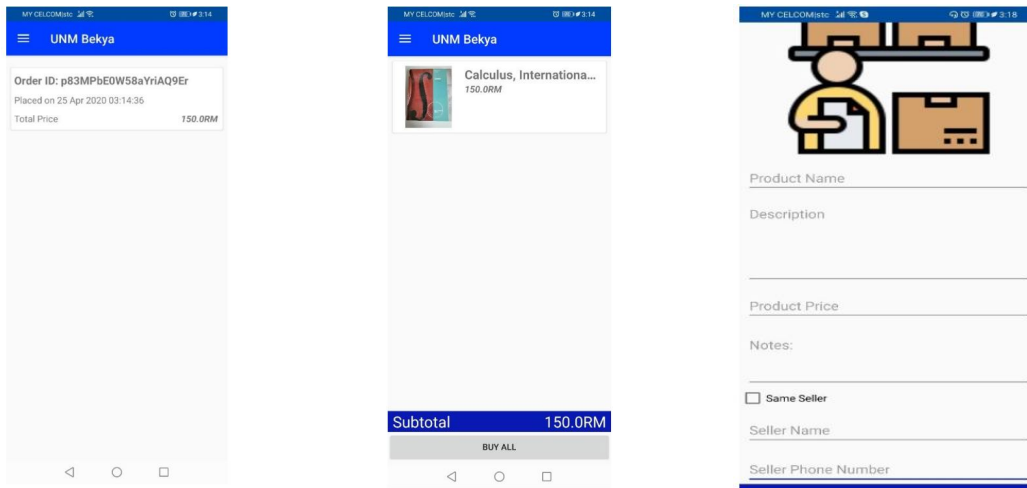 MY CELCOM|stc 3:14
UNM Bekya
Order ID: p83MPbE0W58aYriAQ9Er
Placed on 25 Apr 2020 03:14:36
Total Price 150.0RM
MY CELCOM|stc 3:14
UNM Bekya
Calculus, Internationa...
150.0RM
Subtotal 150.0RM
BUY ALL
MY CELCOM|stc 3:18
Product Name
Description
Product Price
Notes:
Same Seller
Seller Name
Seller Phone Number